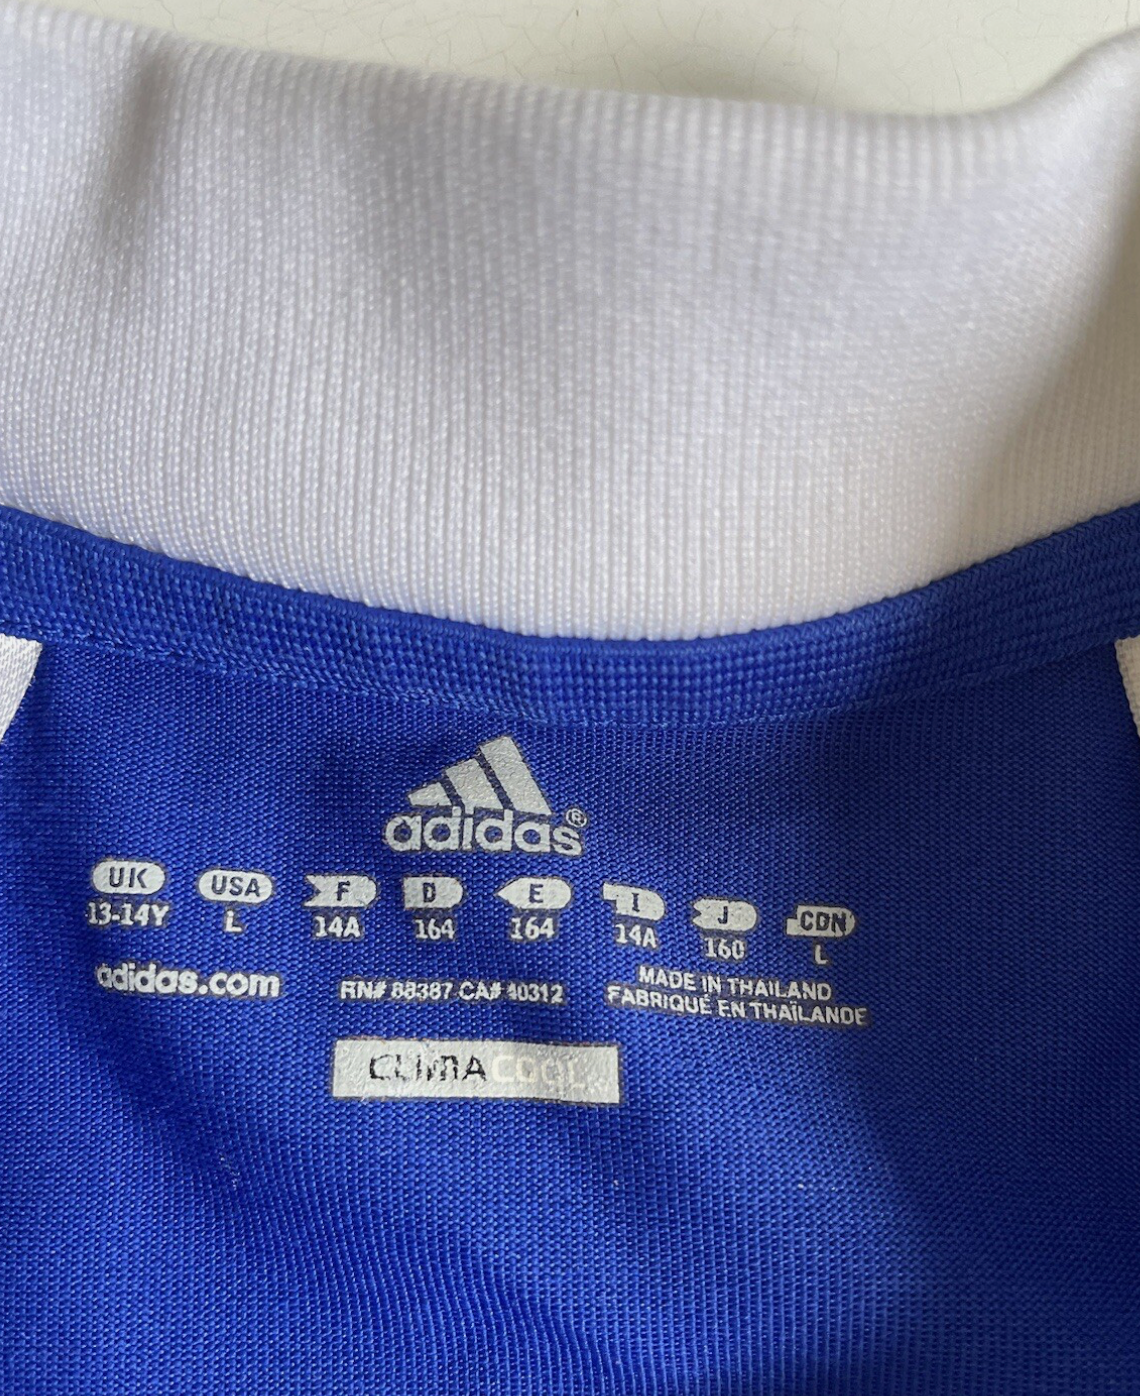 adidas®
UK USA F D E I J CDN
13-14Y L 14A 164 164 14A 160 L
adidas.com RN# 88387 CA# 40312 MADE IN THAILAND
FABRIQUÉ EN THAÏLANDE
CLIMACOOL